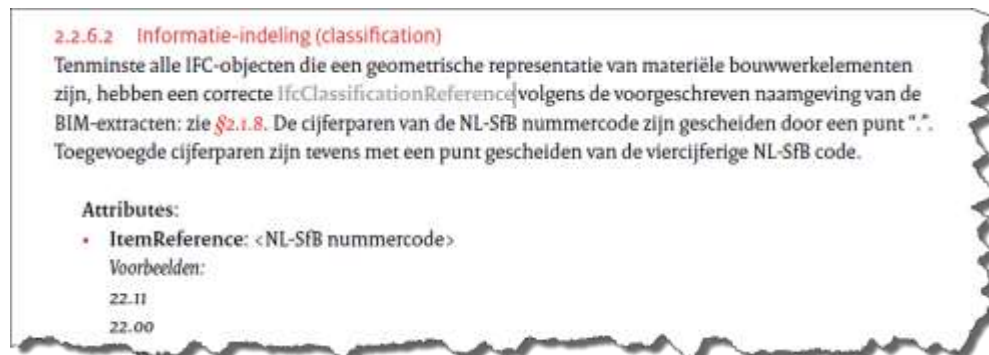 2.2.6.2 Informatie-indeling (classification)
Tenminste alle IFC-objecten die een geometrische representatie van materiële bouwwerkelementen
zijn, hebben een correcte IfcClassificationReference volgens de voorgeschreven naamgeving van de
BIM-extracten: zie §2.1.8. De cijferparen van de NL-SfB nummercode zijn gescheiden door een punt “.”.
Toegevoegde cijferparen zijn tevens met een punt gescheiden van de viercijferige NL-SfB code.
Attributes:
• ItemReference: <NL-SfB nummercode>
Voorbeelden:
22.11
22.00